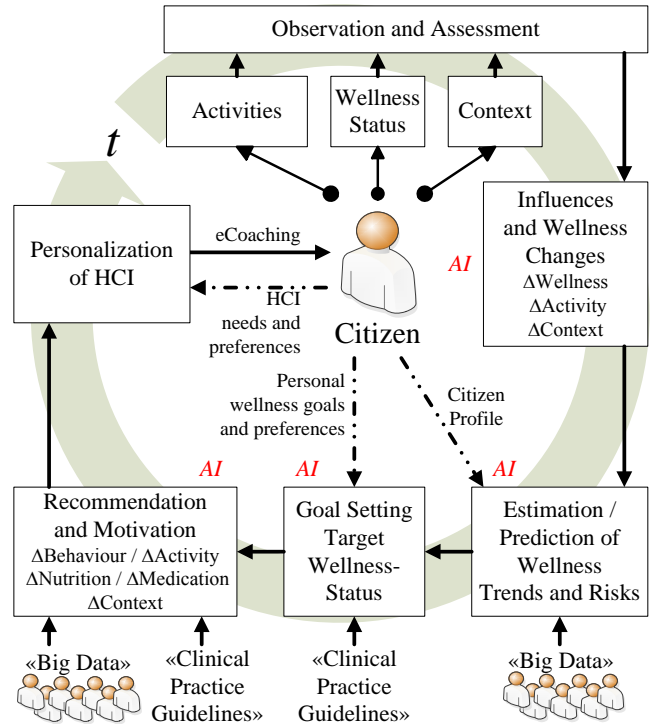 Observation and Assessment
Activities
Wellness
Status
Context
t
Influences
and Wellness
Changes
ΔWellness
ΔActivity
ΔContext
Personalization
of HCI
eCoaching
AI
HCI
needs and
preferences
Citizen
Personal
wellness goals
and preferences
Citizen
Profile
AI
AI
AI
Recommendation
and Motivation
ΔBehaviour / ΔActivity
ΔNutrition / ΔMedication
ΔContext
Goal Setting
Target
Wellness-
Status
Estimation /
Prediction of
Wellness
Trends and Risks
«Big Data»
«Clinical
Practice
Guidelines»
«Clinical
Practice
Guidelines»
«Big Data»